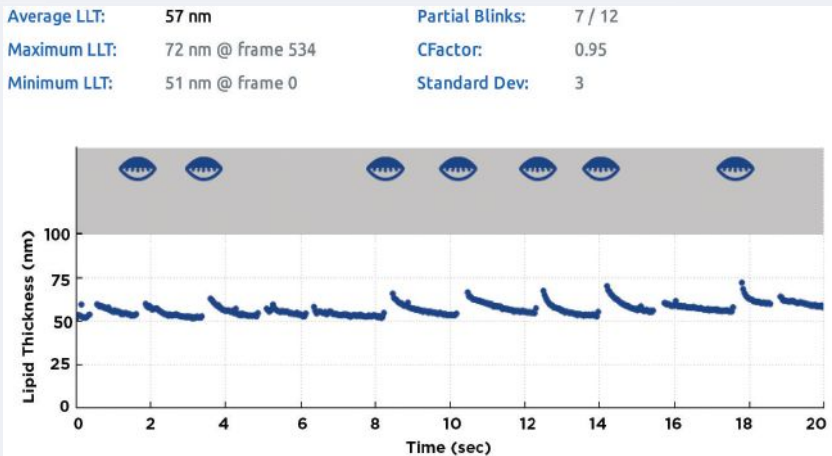 Average LLT: 57 nm Partial Blinks: 7 / 12
Maximum LLT: 72 nm @ frame 534 CFactor: 0.95
Minimum LLT: 51 nm @ frame 0 Standard Dev: 3
Lipid Thickness (nm)
100
75
50
25
0
0 2 4 6 8 10 12 14 16 18 20
Time (sec)